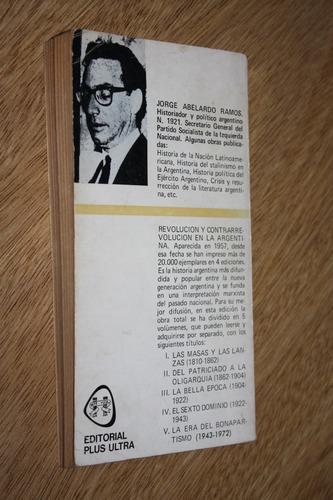 JORGE ABELARDO RAMOS.
Historiador y político argentino
N. 1921. Secretario General del
Partido Socialista de la Izquierda
Nacional. Algunas obras publica-
das:
Historia de la Nación Latinoame-
ricana, Historia del stalinismo en
la Argentina, Historia política del
Ejército Argentino, Crisis y resu-
rrección de la literatura argenti-
na, etc.
REVOLUCION Y CONTRARRE-
VOLUCION EN LA ARGENTI-
NA. Aparecida en 1957, desde
esa fecha se han impreso más de
20.000 ejemplares en 4 ediciones.
Es la historia argentina más difun-
dida y popular entre la nueva
generación argentina y se funda
en una interpretación marxista
del pasado nacional. Para su me-
jor difusión, en esta edición la
obra total se ha dividido en 5
volúmenes, que pueden leerse y
adquirirse por separado, con los
siguientes títulos:
I. LAS MASAS Y LAS LAN-
ZAS (1810-1862)
II. DEL PATRICIADO A LA
OLIGARQUIA (1862-1904)
III. LA BELLA EPOCA (1904-
1922)
IV. EL SEXTO DOMINIO (1922-
1943)
V. LA ERA DEL BONAPAR-
TISMO (1943-1972)
EDITORIAL
PLUS ULTRA